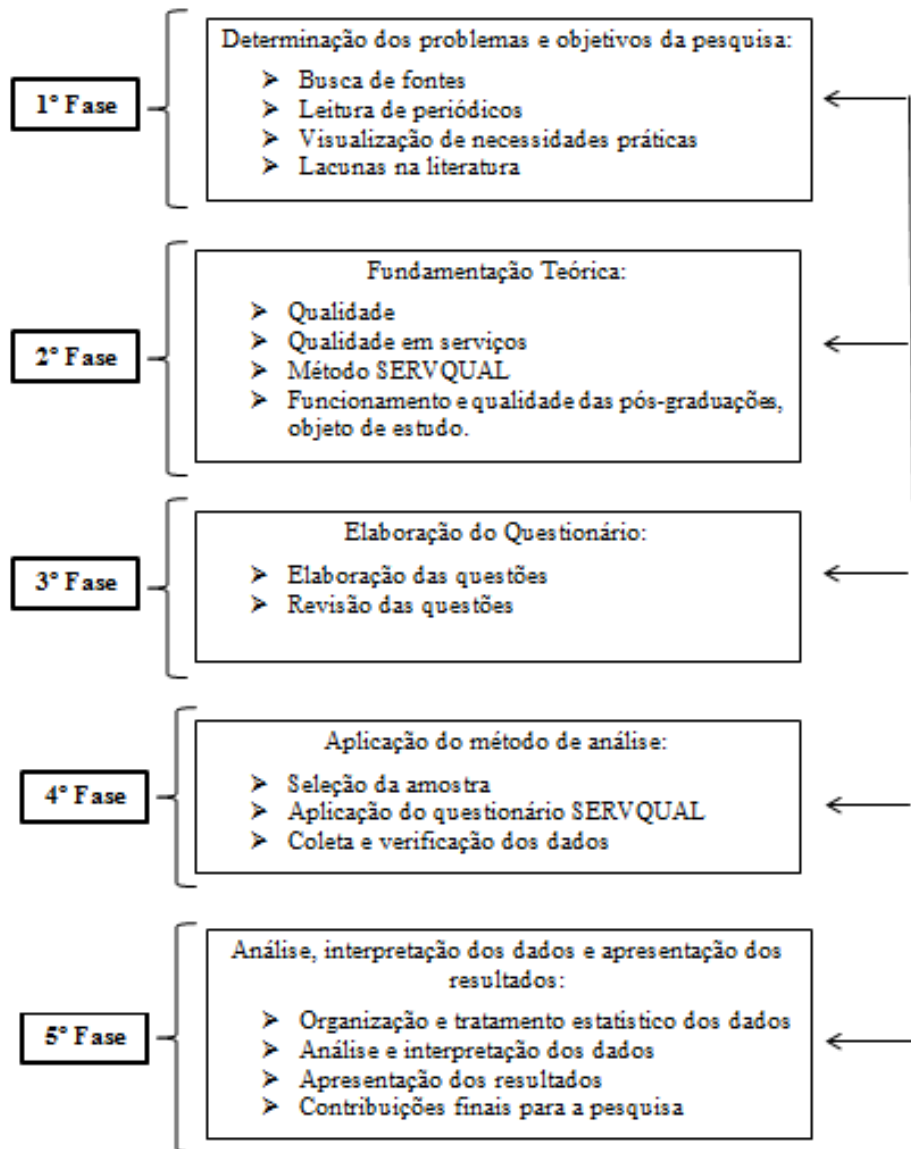 1° Fase
Determinação dos problemas e objetivos da pesquisa:
➤ Busca de fontes
➤ Leitura de periódicos
➤ Visualização de necessidades práticas
➤ Lacunas na literatura
2° Fase
Fundamentação Teórica:
➤ Qualidade
➤ Qualidade em serviços
➤ Método SERVQUAL
➤ Funcionamento e qualidade das pós-graduações,
objeto de estudo.
3° Fase
Elaboração do Questionário:
➤ Elaboração das questões
➤ Revisão das questões
4° Fase
Aplicação do método de análise:
➤ Seleção da amostra
➤ Aplicação do questionário SERVQUAL
➤ Coleta e verificação dos dados
5° Fase
Análise, interpretação dos dados e apresentação dos
resultados:
➤ Organização e tratamento estatístico dos dados
➤ Análise e interpretação dos dados
➤ Apresentação dos resultados
➤ Contribuições finais para a pesquisa